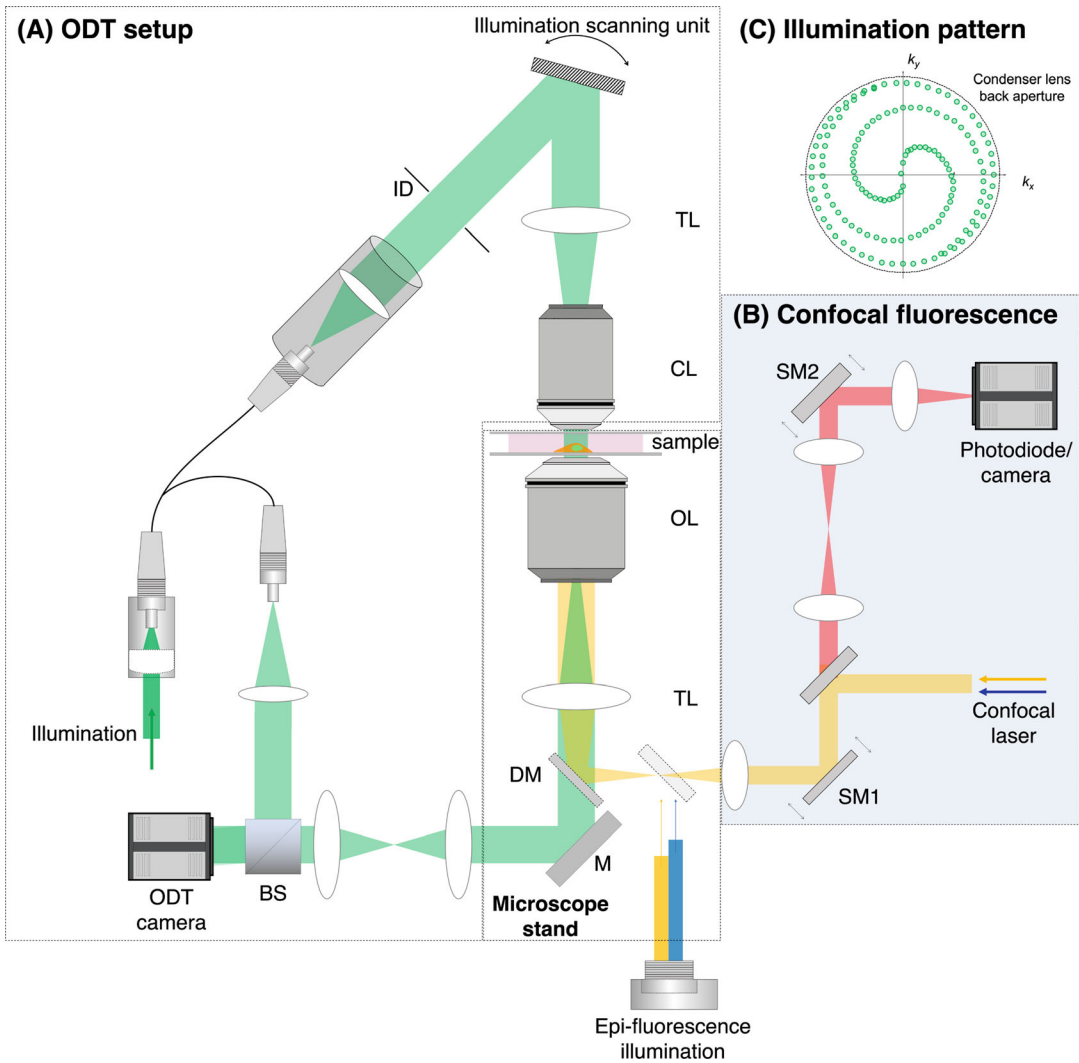 (A) ODT setup
Illumination scanning unit
ID
TL
CL
sample
OL
TL
DM
M
Illumination
ODT
camera
BS
Microscope
stand
Epi-fluorescence
illumination
(C) Illumination pattern
k_y
Condenser lens
back aperture
k_x
(B) Confocal fluorescence
SM2
Photodiode/
camera
Confocal
laser
SM1